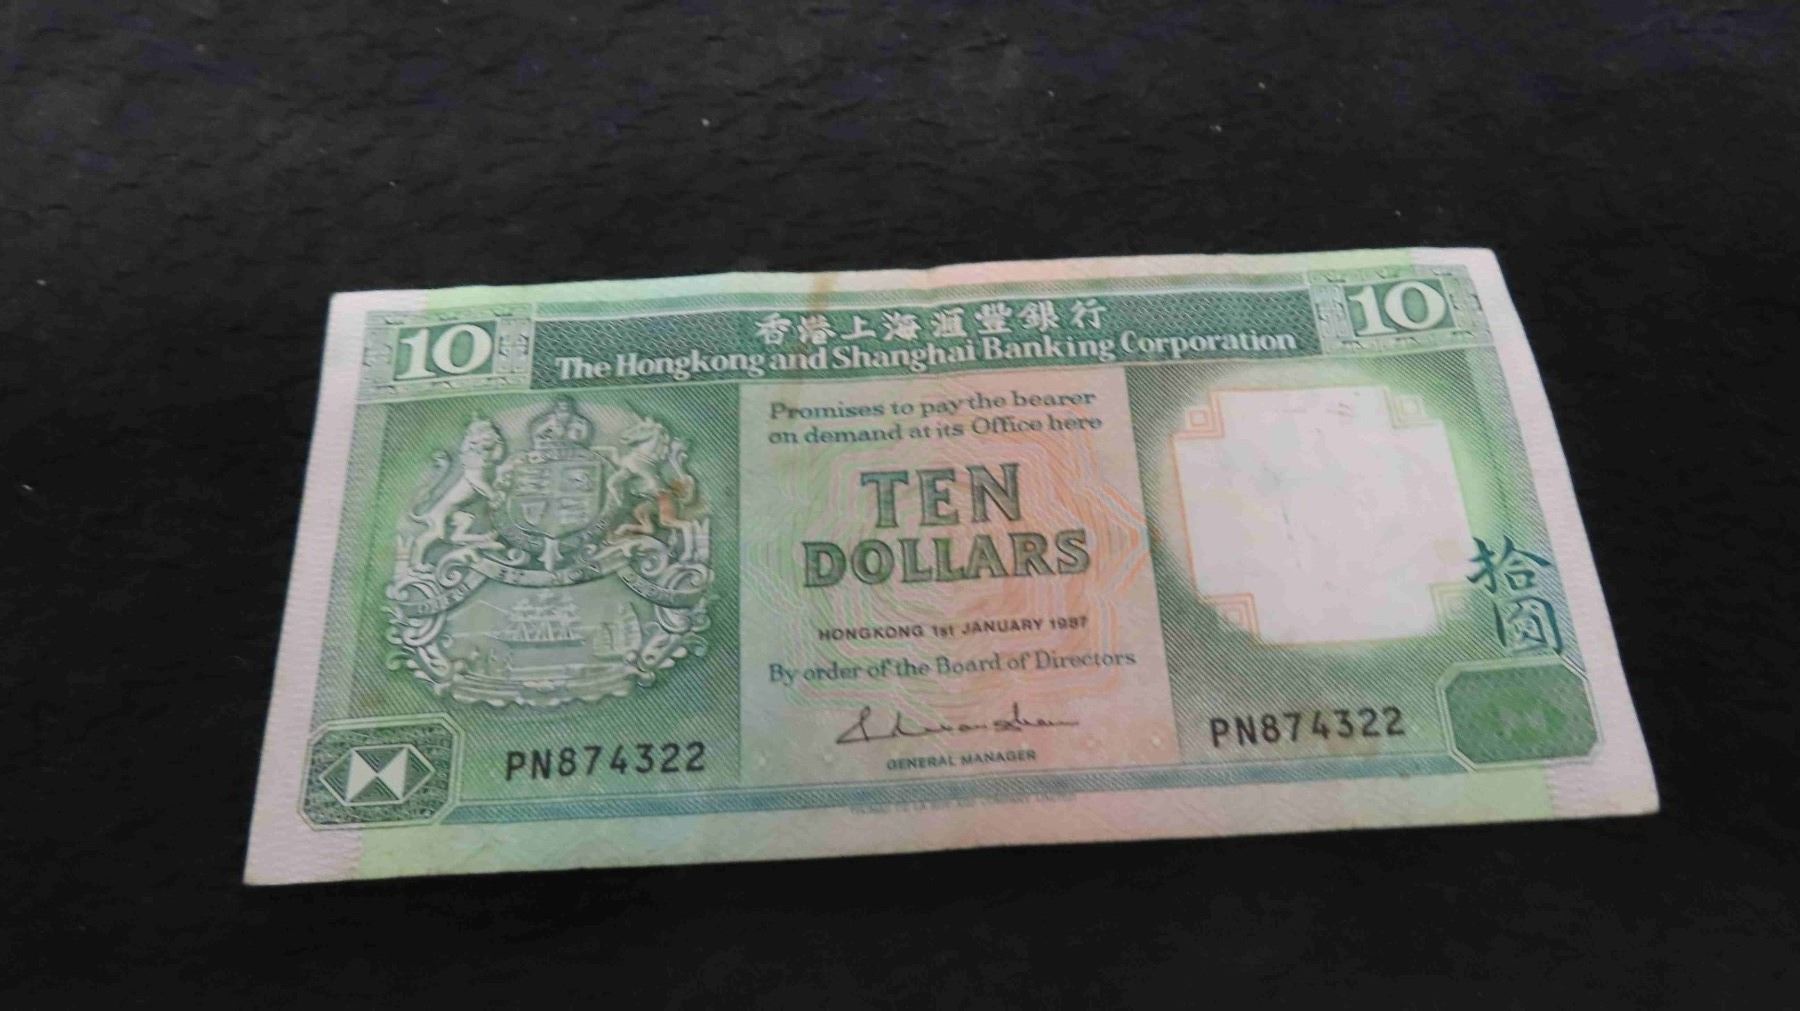 10
10
香港上海滙豐銀行
The Hongkong and Shanghai Banking Corporation
Promises to pay the bearer
on demand at its Office here
TEN
DOLLARS
拾圓
HONGKONG 1st JANUARY 1987
By order of the Board of Directors
GENERAL MANAGER
PN874322
PN874322